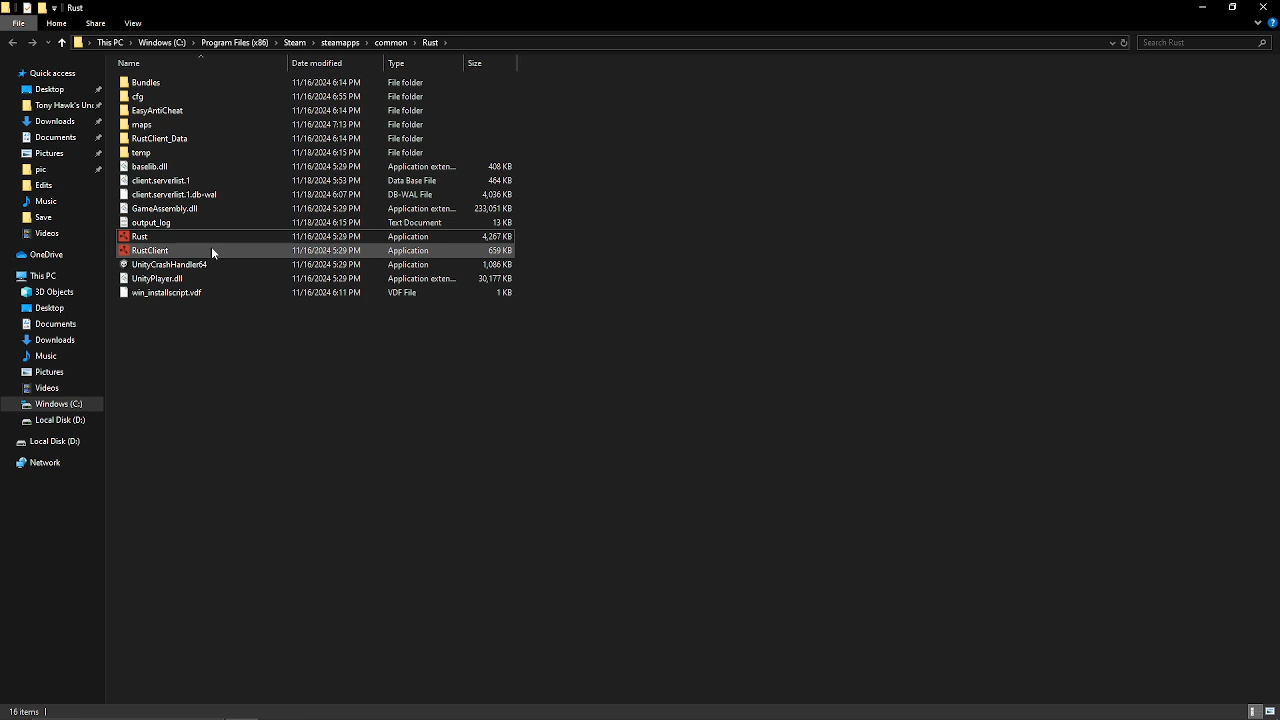 Rust
File Home Share View
This PC Windows (C:) Program Files (x86) Steam steamapps common Rust
Search Rust
Name Date modified Type Size
Quick access
Desktop
Tony Hawk's Unc
Downloads
Documents
Pictures
pic
Edits
Music
Save
Videos
OneDrive
This PC
3D Objects
Desktop
Documents
Downloads
Music
Pictures
Videos
Windows (C:)
Local Disk (D:)
Local Disk (D:)
Network
Bundles 11/16/2024 6:14 PM File folder
cfg 11/16/2024 6:55 PM File folder
EasyAntiCheat 11/16/2024 6:14 PM File folder
maps 11/16/2024 7:13 PM File folder
RustClient_Data 11/16/2024 6:14 PM File folder
temp 11/18/2024 6:15 PM File folder
baselib.dll 11/16/2024 5:29 PM Application exten... 408 KB
client.serverlist.1 11/18/2024 5:53 PM Data Base File 464 KB
client.serverlist.1.db-wal 11/18/2024 6:07 PM DB-WAL File 4,036 KB
GameAssembly.dll 11/16/2024 5:29 PM Application exten... 233,051 KB
output_log 11/18/2024 6:15 PM Text Document 13 KB
Rust 11/16/2024 5:29 PM Application 4,267 KB
RustClient 11/16/2024 5:29 PM Application 659 KB
UnityCrashHandler64 11/16/2024 5:29 PM Application 1,086 KB
UnityPlayer.dll 11/16/2024 5:29 PM Application exten... 30,177 KB
win_installscript.vdf 11/16/2024 6:11 PM VDF File 1 KB
16 items